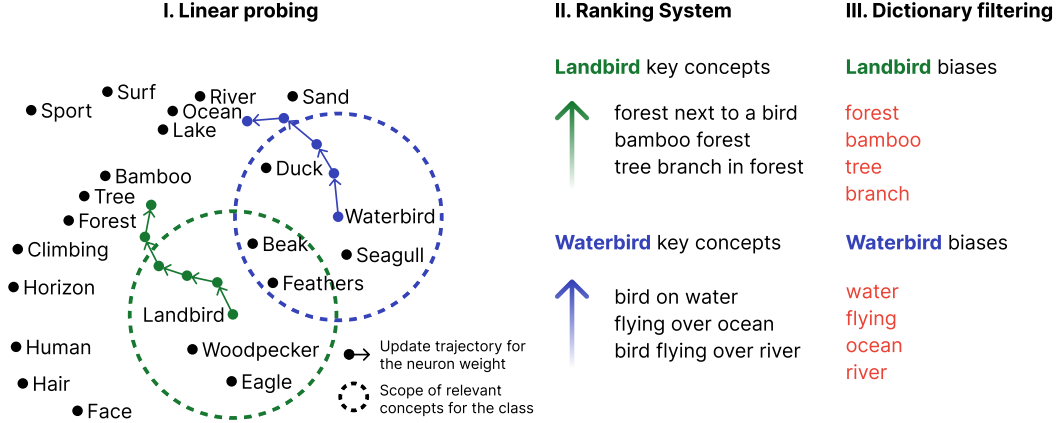 I. Linear probing
Surf
Sport
River
Sand
Ocean
Lake
Duck
Bamboo
Tree
Waterbird
Forest
Beak
Climbing
Seagull
Horizon
Feathers
Landbird
Human
Woodpecker
Hair
Eagle
Face
Update trajectory for
the neuron weight
Scope of relevant
concepts for the class
II. Ranking System
Landbird key concepts
forest next to a bird
bamboo forest
tree branch in forest
Waterbird key concepts
bird on water
flying over ocean
bird flying over river
III. Dictionary filtering
Landbird biases
forest
bamboo
tree
branch
Waterbird biases
water
flying
ocean
river